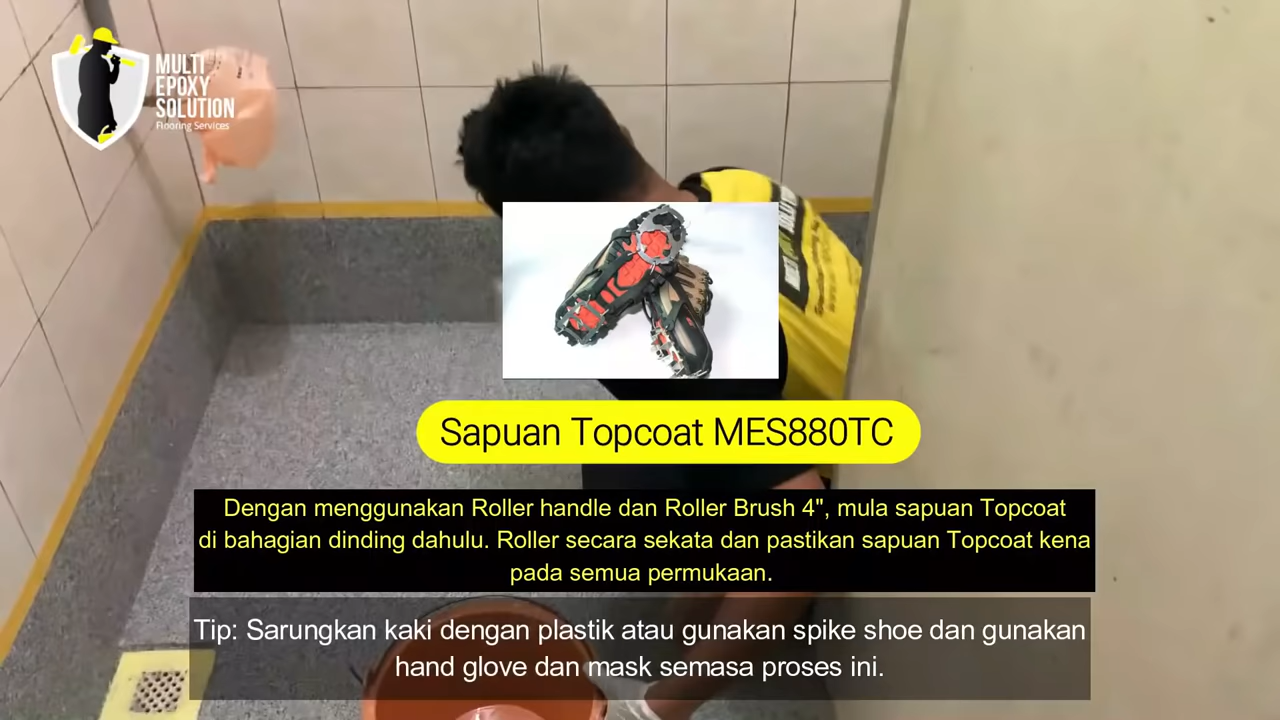 MULTI
EPOXY
SOLUTION
Flooring Services
Sapuan Topcoat MES880TC
Dengan menggunakan Roller handle dan Roller Brush 4", mula sapuan Topcoat
di bahagian dinding dahulu. Roller secara sekata dan pastikan sapuan Topcoat kena
pada semua permukaan.
Tip: Sarungkan kaki dengan plastik atau gunakan spike shoe dan gunakan
hand glove dan mask semasa proses ini.